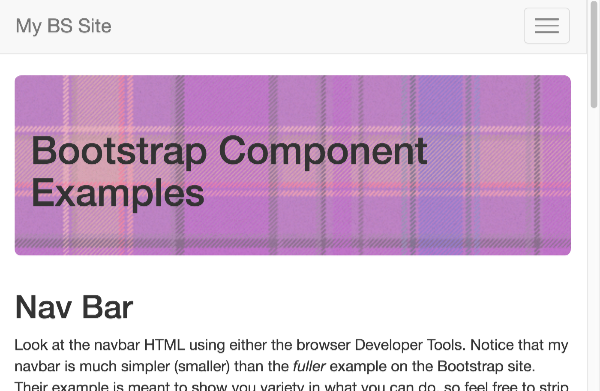 My BS Site
Bootstrap Component
Examples
Nav Bar
Look at the navbar HTML using either the browser Developer Tools. Notice that my
navbar is much simpler (smaller) than the fuller example on the Bootstrap site.
Their example is meant to show you variety in what you can do, so feel free to strip